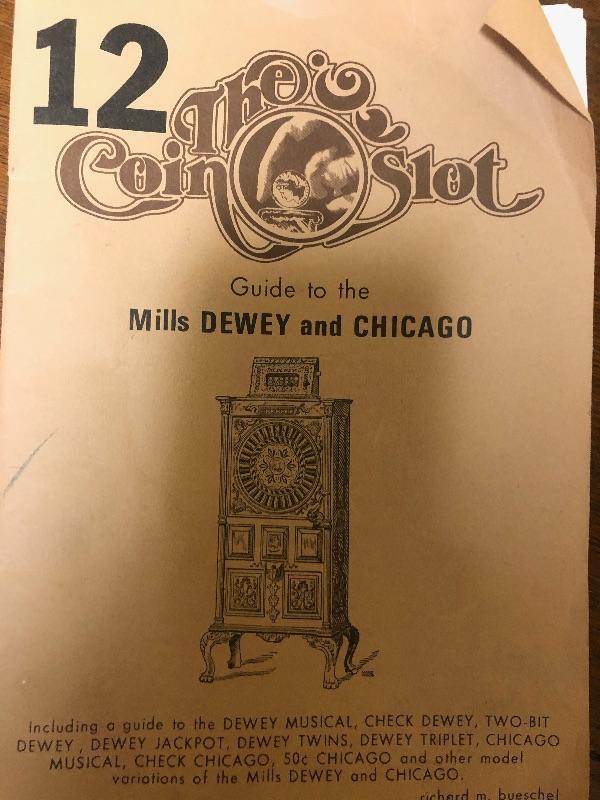 12
The
Coin Slot
Guide to the
Mills DEWEY and CHICAGO
Including a guide to the DEWEY MUSICAL, CHECK DEWEY, TWO-BIT
DEWEY, DEWEY JACKPOT, DEWEY TWINS, DEWEY TRIPLET, CHICAGO
MUSICAL, CHECK CHICAGO, 50¢ CHICAGO and other model
variations of the Mills DEWEY and CHICAGO.
richard m. bueschel